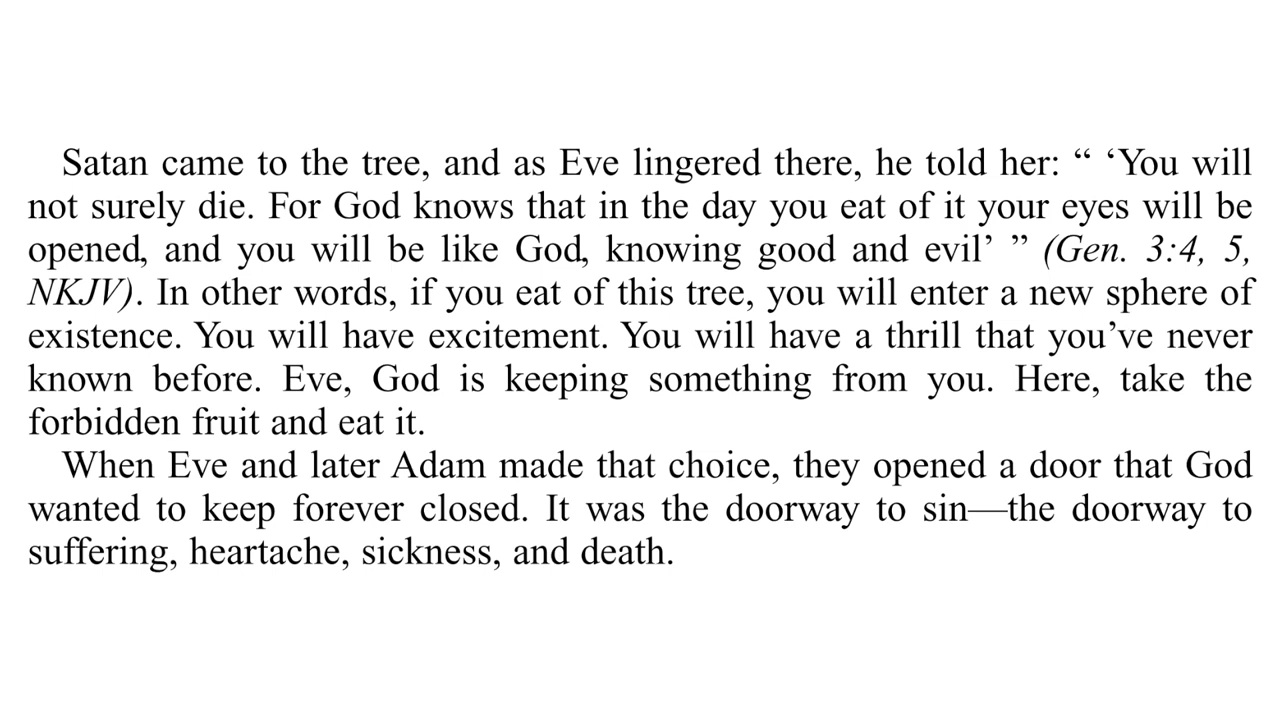 Satan came to the tree, and as Eve lingered there, he told her: “ ‘You will
not surely die. For God knows that in the day you eat of it your eyes will be
opened, and you will be like God, knowing good and evil’ ” (Gen. 3:4, 5,
NKJV). In other words, if you eat of this tree, you will enter a new sphere of
existence. You will have excitement. You will have a thrill that you’ve never
known before. Eve, God is keeping something from you. Here, take the
forbidden fruit and eat it.
When Eve and later Adam made that choice, they opened a door that God
wanted to keep forever closed. It was the doorway to sin—the doorway to
suffering, heartache, sickness, and death.